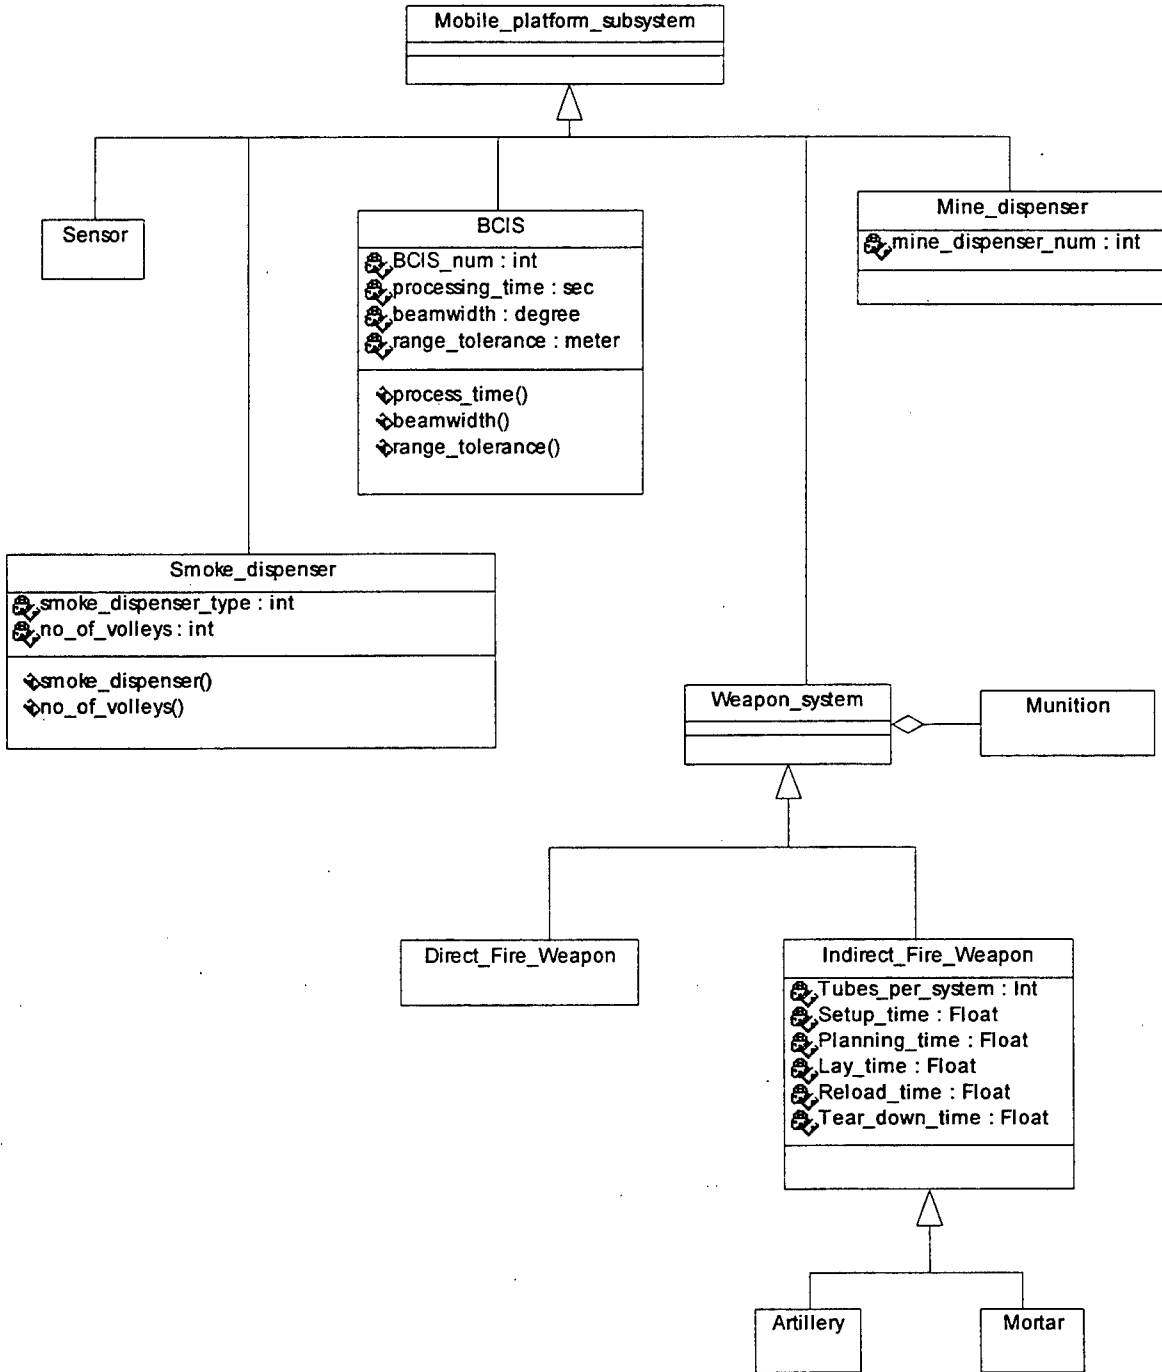 Mobile_platform_subsystem
Sensor
BCIS
BCIS_num : int
processing_time : sec
beamwidth : degree
range_tolerance : meter
process_time()
beamwidth()
range_tolerance()
Mine_dispenser
mine_dispenser_num : int
Smoke_dispenser
smoke_dispenser_type : int
no_of_volleys : int
smoke_dispenser()
no_of_volleys()
Weapon_system
Munition
Direct_Fire_Weapon
Indirect_Fire_Weapon
Tubes_per_system : Int
Setup_time : Float
Planning_time : Float
Lay_time : Float
Reload_time : Float
Tear_down_time : Float
Artillery
Mortar